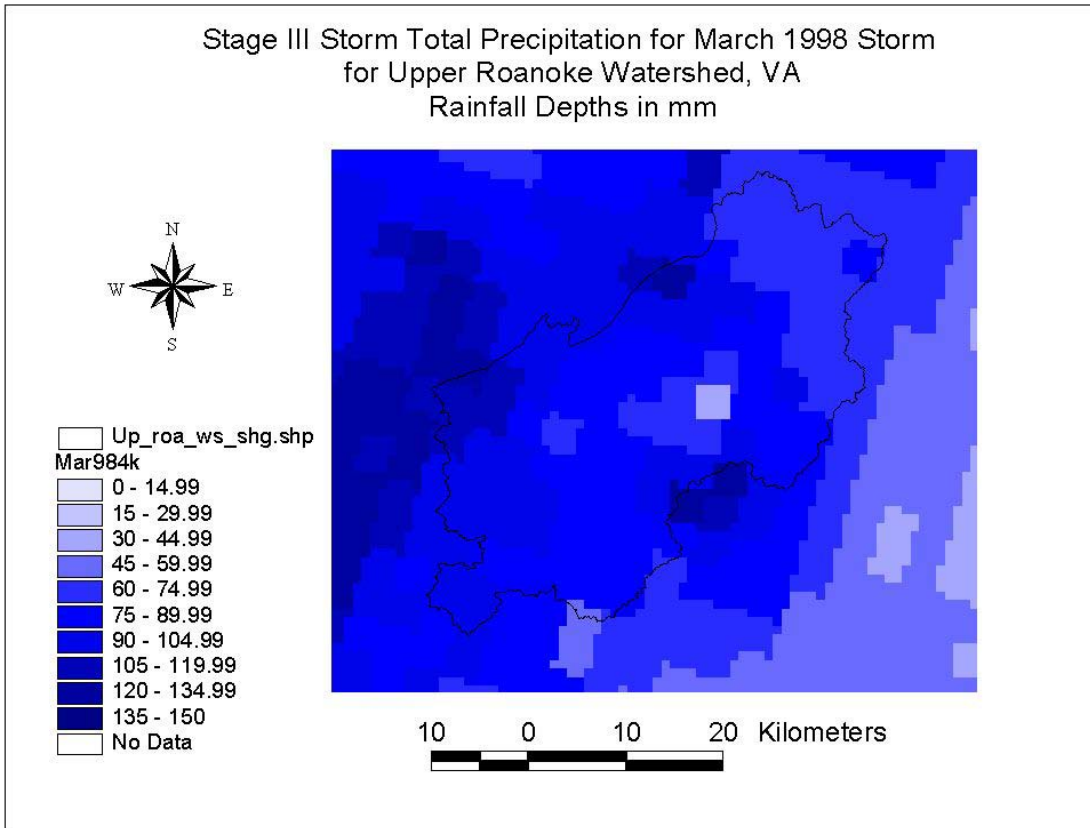 Stage III Storm Total Precipitation for March 1998 Storm
for Upper Roanoke Watershed, VA
Rainfall Depths in mm
N
W E
S
Up_roa_ws_shg.shp
Mar984k
0 - 14.99
15 - 29.99
30 - 44.99
45 - 59.99
60 - 74.99
75 - 89.99
90 - 104.99
105 - 119.99
120 - 134.99
135 - 150
No Data
10 0 10 20 Kilometers